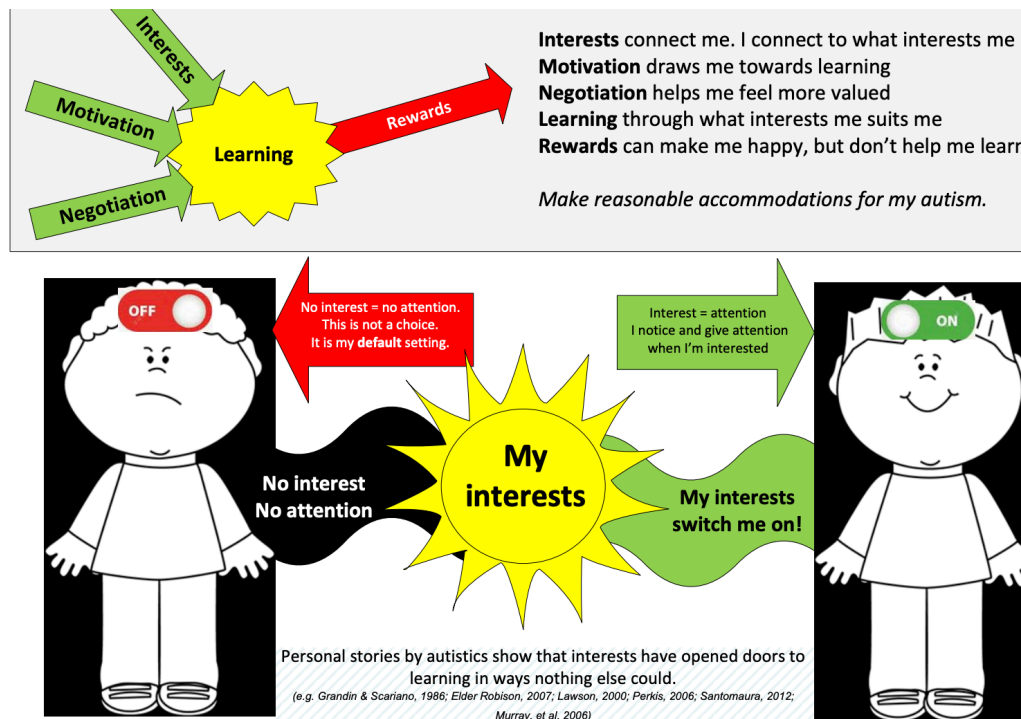 Interests
Motivation
Negotiation
Learning
Rewards
Interests connect me. I connect to what interests me
Motivation draws me towards learning
Negotiation helps me feel more valued
Learning through what interests me suits me
Rewards can make me happy, but don't help me learn
Make reasonable accommodations for my autism.
OFF
No interest = no attention.
This is not a choice.
It is my default setting.
Interest = attention
I notice and give attention
when I'm interested
ON
No interest
No attention
My
interests
My interests
switch me on!
Personal stories by autistics show that interests have opened doors to
learning in ways nothing else could.
(e.g. Grandin & Scariano, 1986; Elder Robison, 2007; Lawson, 2000; Perkis, 2006; Santomaura, 2012;
Murray, et al. 2006)